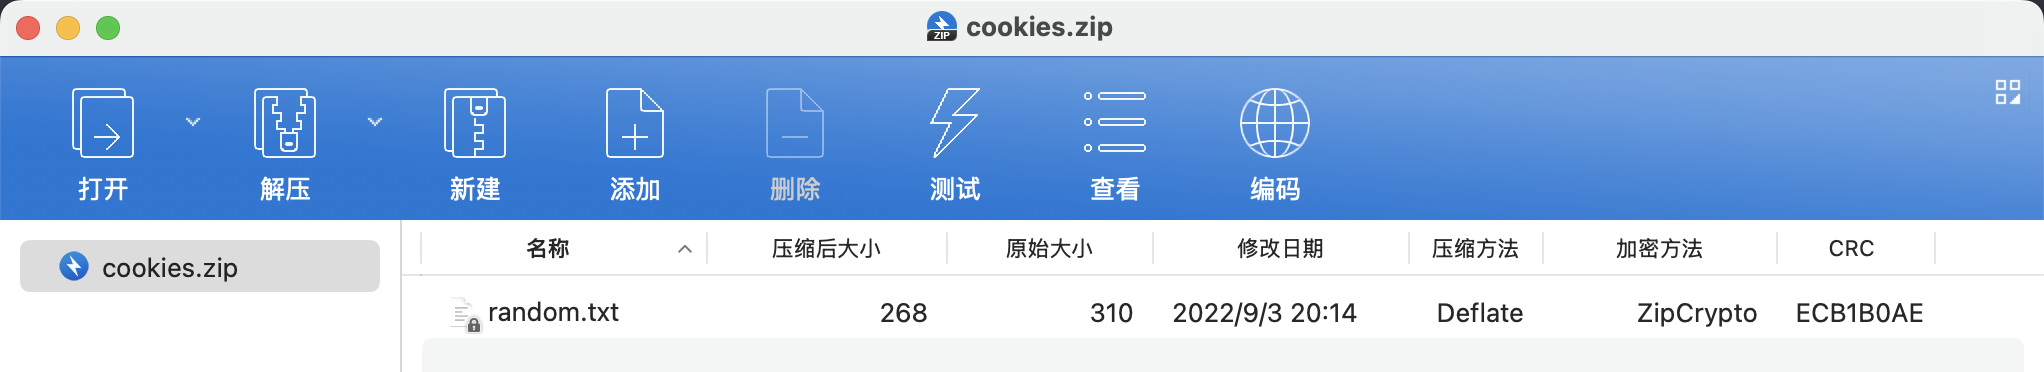 cookies.zip
ZIP
打开 解压 新建 添加 删除 测试 查看 编码
cookies.zip
名称 压缩后大小 原始大小 修改日期 压缩方法 加密方法 CRC
random.txt 268 310 2022/9/3 20:14 Deflate ZipCrypto ECB1B0AE